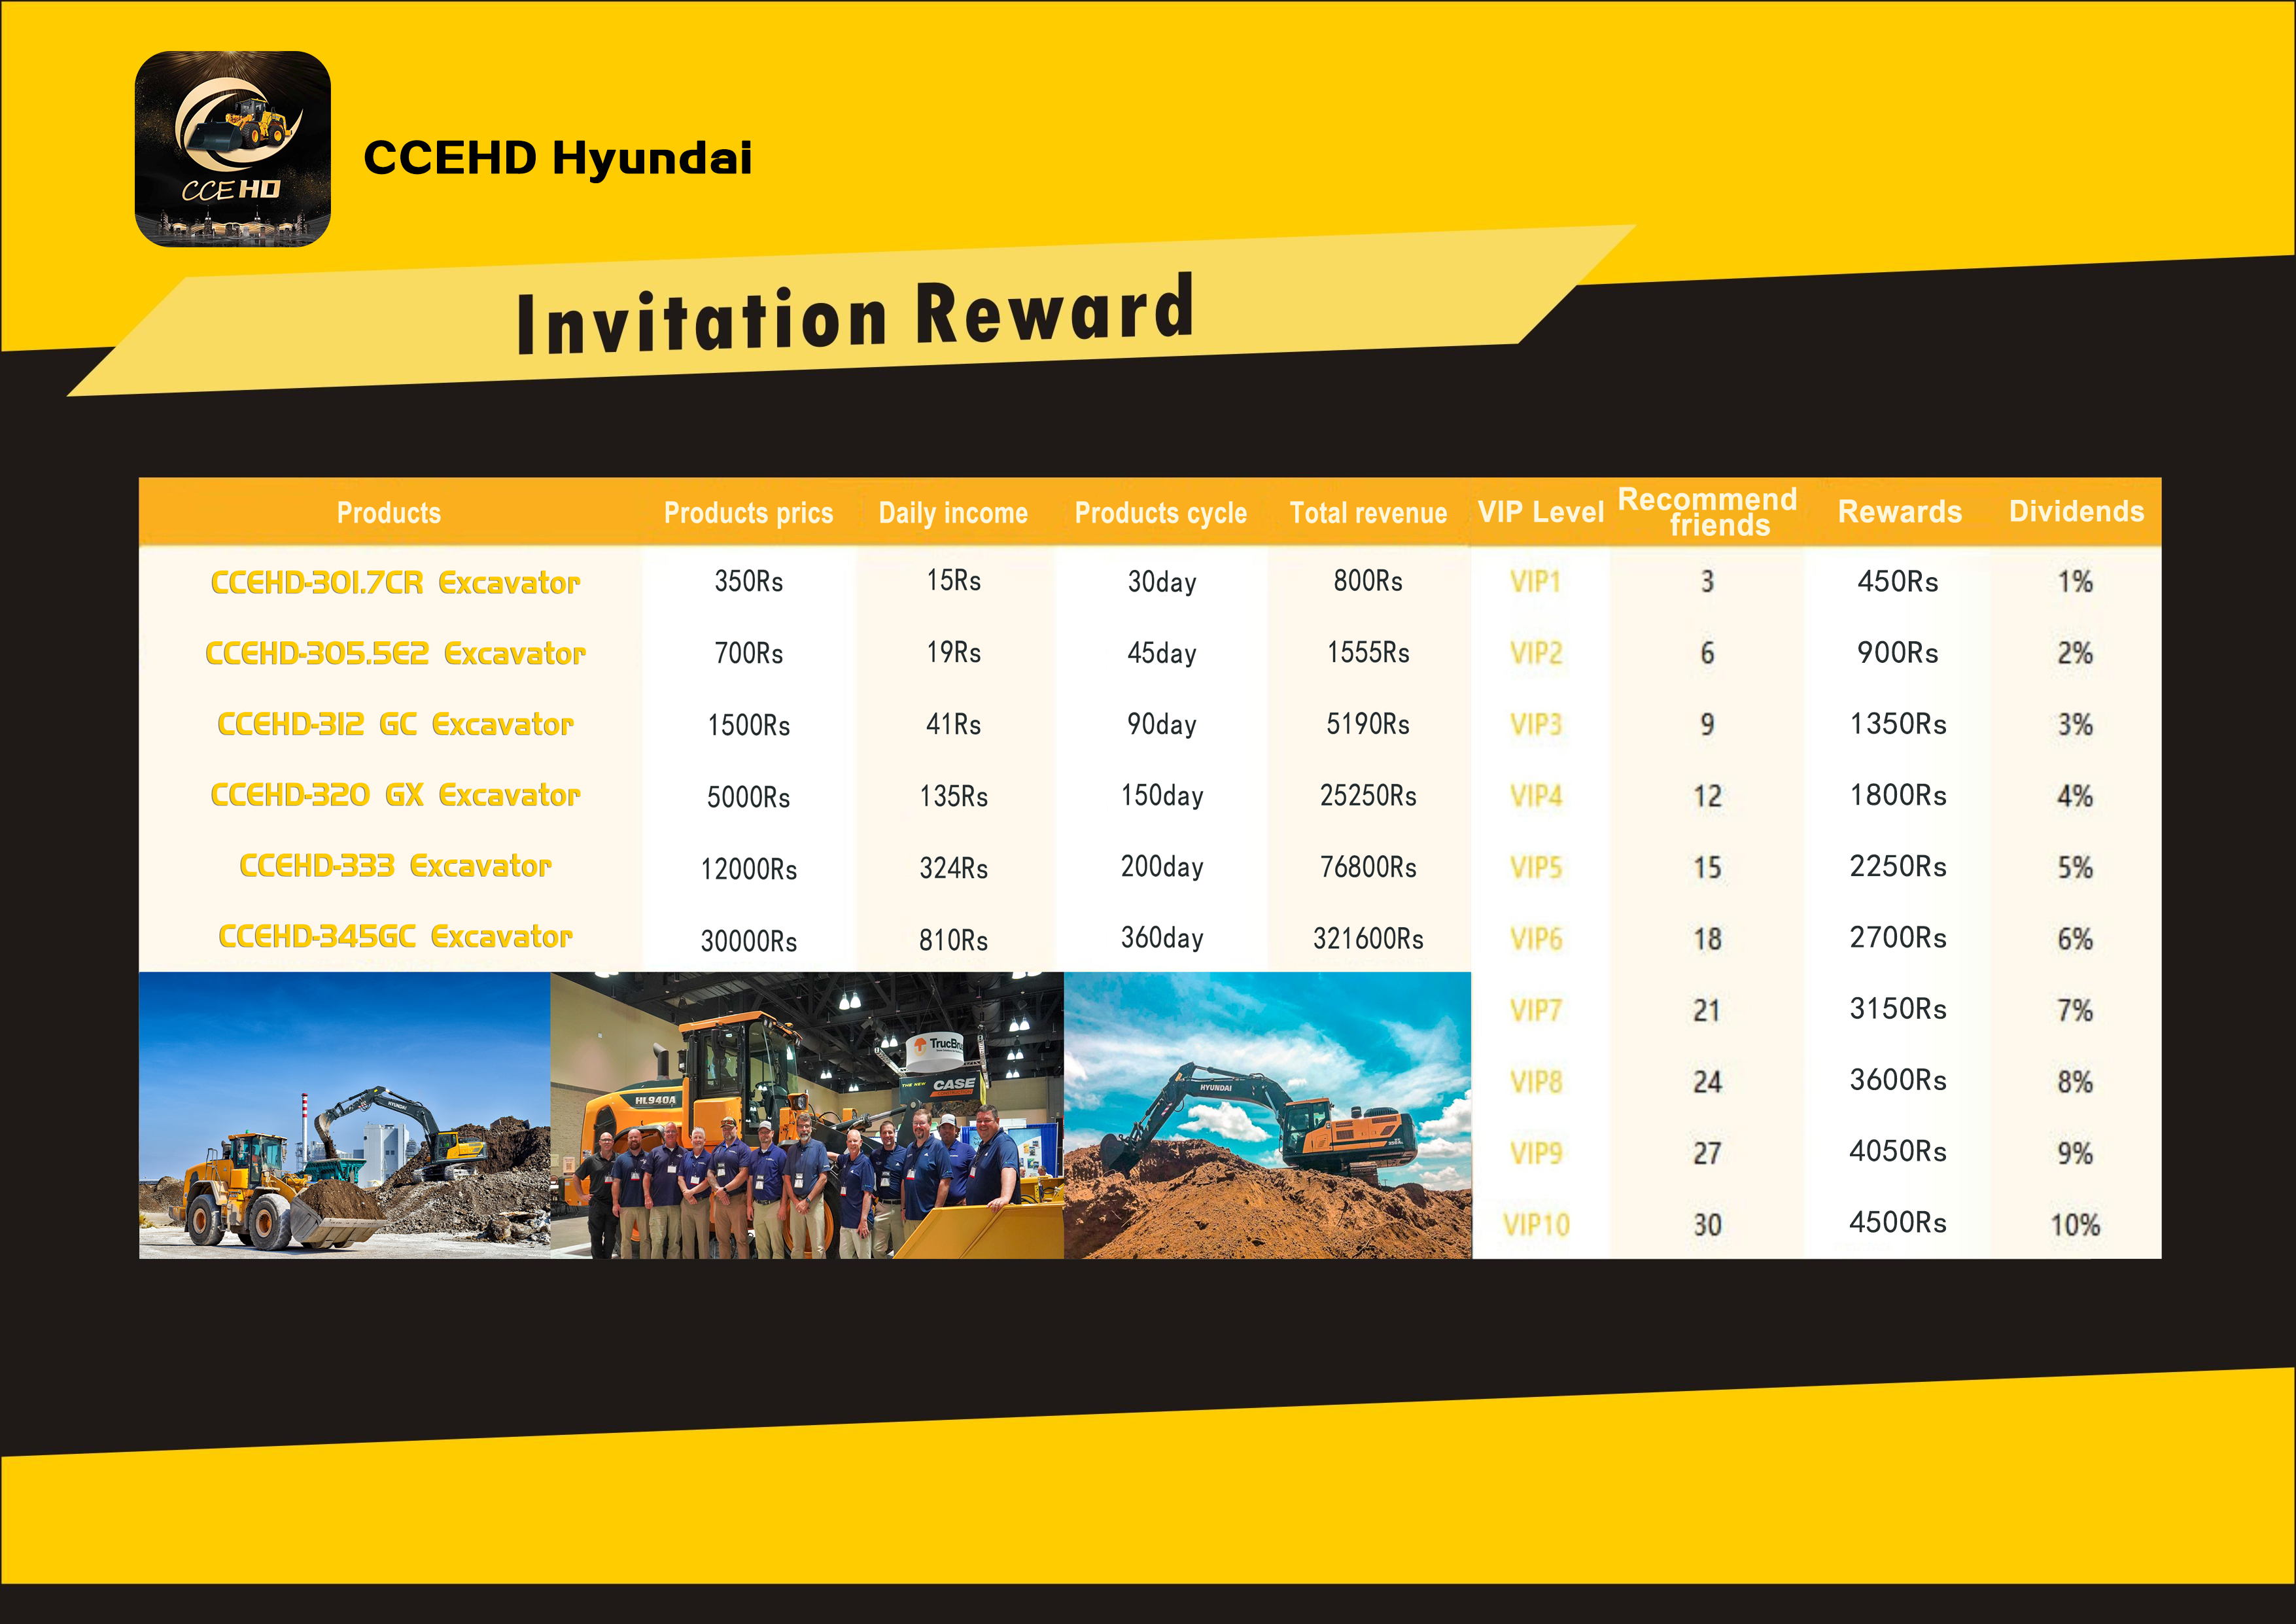 CCEHD
CCEHD Hyundai
Invitation Reward
Products Products prics Daily income Products cycle Total revenue VIP Level Recommend friends Rewards Dividends
CCEHD-301.7CR Excavator 350Rs 15Rs 30day 800Rs VIP1 3 450Rs 1%
CCEHD-305.5E2 Excavator 700Rs 19Rs 45day 1555Rs VIP2 6 900Rs 2%
CCEHD-312 GC Excavator 1500Rs 41Rs 90day 5190Rs VIP3 9 1350Rs 3%
CCEHD-320 GX Excavator 5000Rs 135Rs 150day 25250Rs VIP4 12 1800Rs 4%
CCEHD-333 Excavator 12000Rs 324Rs 200day 76800Rs VIP5 15 2250Rs 5%
CCEHD-345GC Excavator 30000Rs 810Rs 360day 321600Rs VIP6 18 2700Rs 6%
VIP7 21 3150Rs 7%
VIP8 24 3600Rs 8%
VIP9 27 4050Rs 9%
VIP10 30 4500Rs 10%
HYUNDAI
HL940A
TrucBru
THE NEW CASE
HYUNDAI